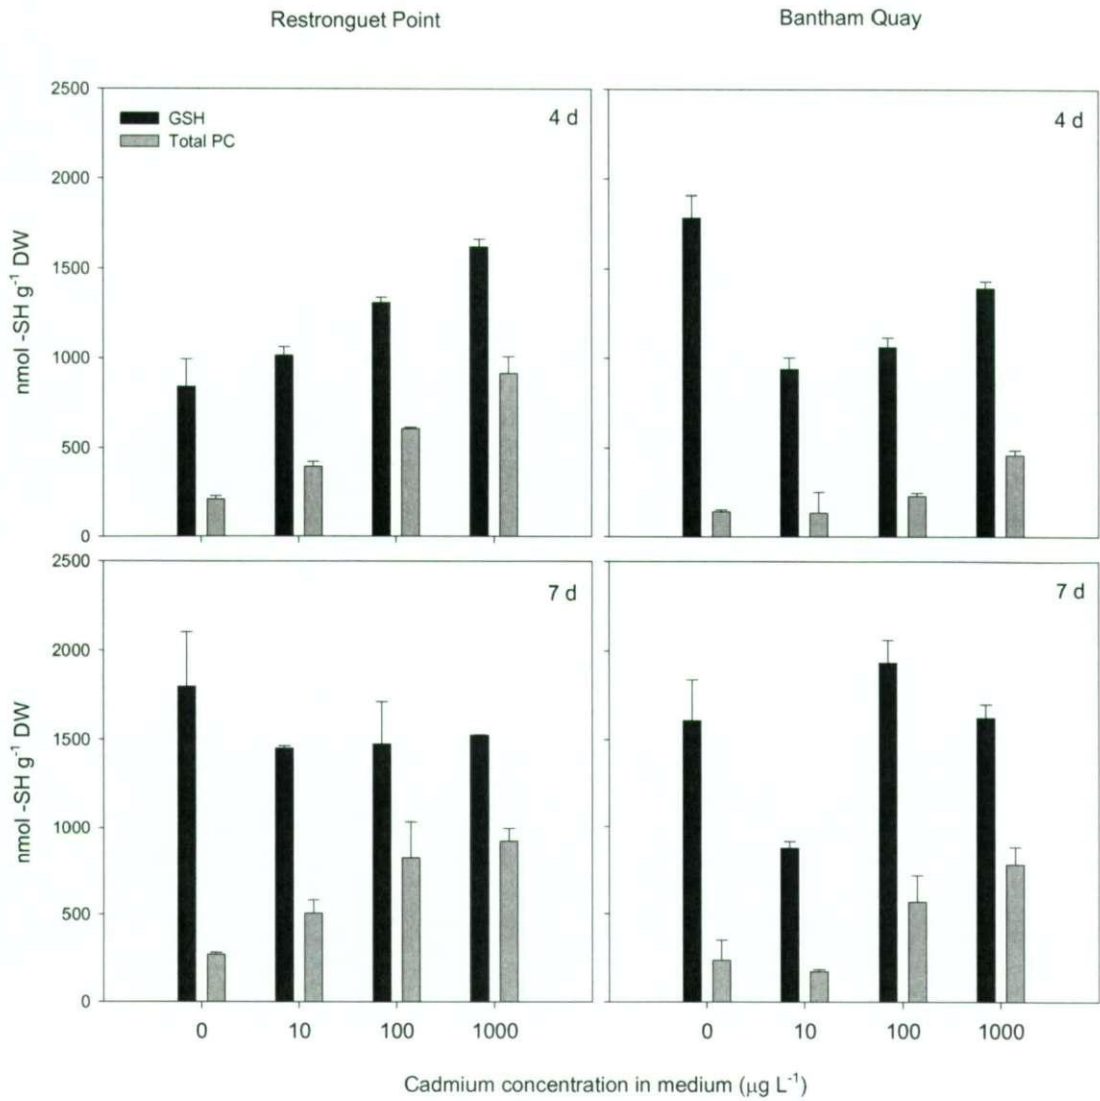 Restronguet Point
Bantham Quay
2500
GSH
Total PC
4 d
4 d
2000
1500
1000
500
0
nmol -SH g⁻¹ DW
2500
7 d
7 d
2000
1500
1000
500
0
nmol -SH g⁻¹ DW
0 10 100 1000
0 10 100 1000
Cadmium concentration in medium (µg L⁻¹)